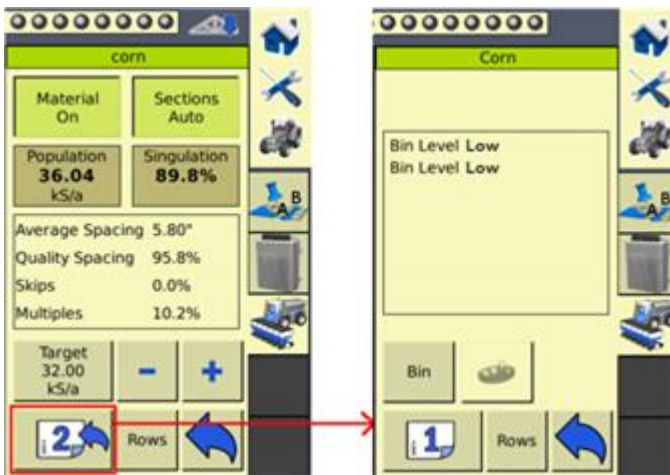 corn
Material
On
Sections
Auto
Population
36.04
kS/a
Singulation
89.8%
Average Spacing 5.80"
Quality Spacing 95.8%
Skips 0.0%
Multiples 10.2%
Target
32.00
kS/a
-
+
2
Rows
A B
Corn
Bin Level Low
Bin Level Low
Bin
1
Rows
A B